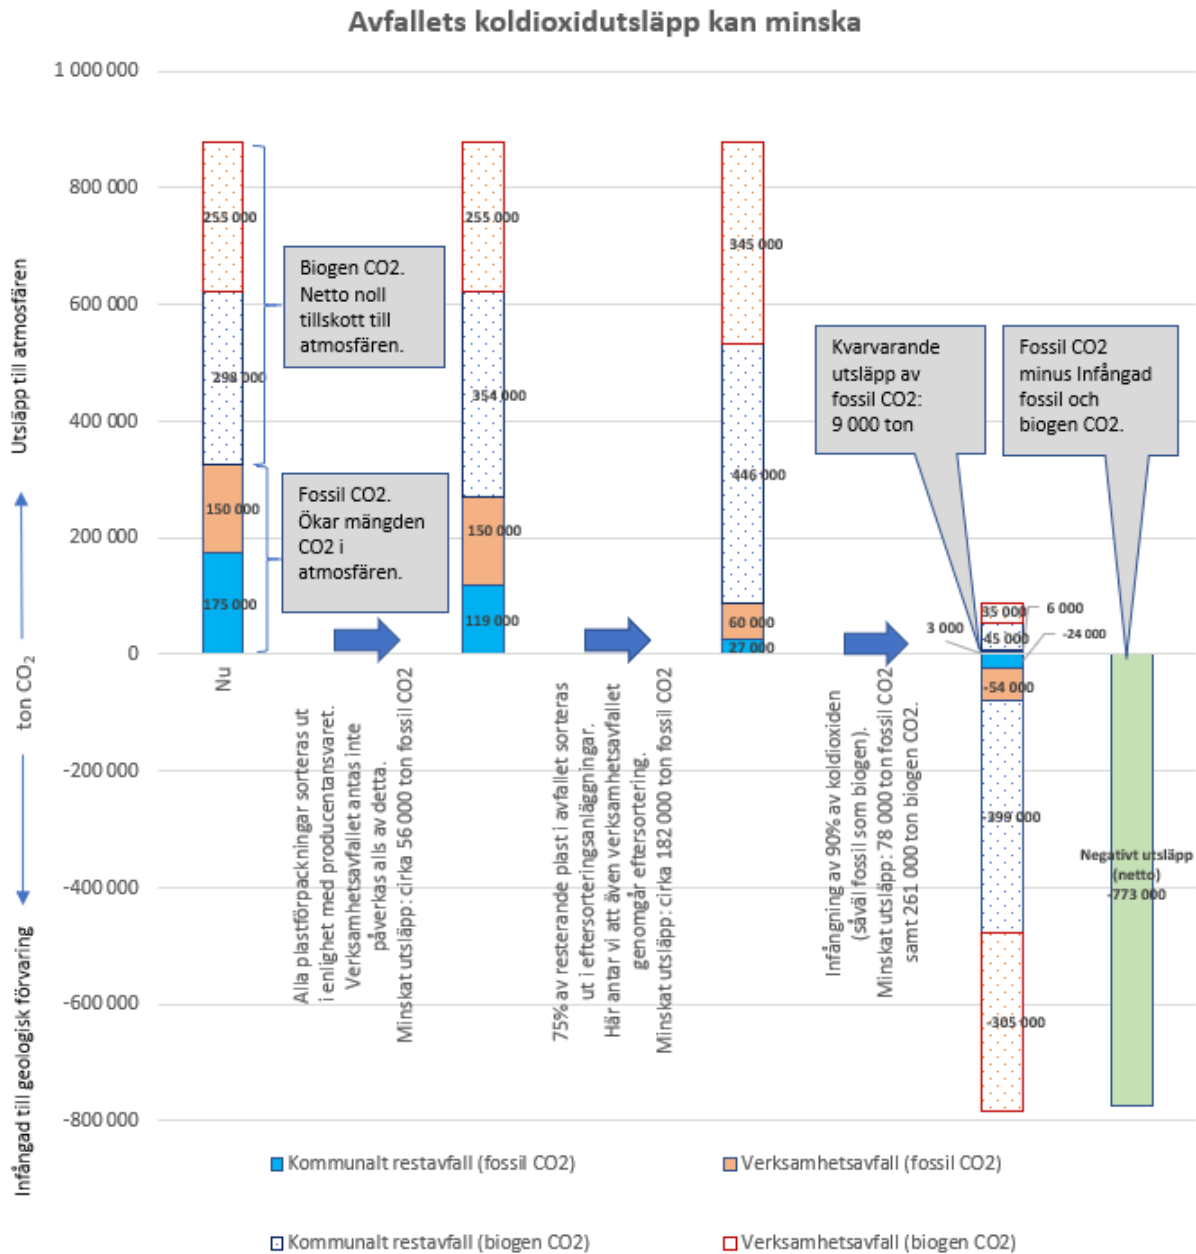 Avfallets koldioxidutsläpp kan minska
1 000 000
800 000
600 000
400 000
200 000
0
-200 000
-400 000
-600 000
-800 000
Utsläpp till atmosfären
ton CO2
Infångad till geologisk förvaring
255 000
298 000
150 000
175 000
Nu
Biogen CO2.
Netto noll
tillskott till
atmosfären.
Fossil CO2.
Ökar mängden
CO2 i
atmosfären.
Alla plastförpackningar sorteras ut
i enlighet med producentansvaret.
Verksamhetsavfallet antas inte
påverkas alls av detta.
Minskat utsläpp: cirka 56 000 ton fossil CO2
255 000
354 000
150 000
119 000
75% av resterande plast i avfallet sorteras
ut i eftersorteringsanläggningar.
Här antar vi att även verksamhetsavfallet
genomgår eftersortering.
Minskat utsläpp: cirka 182 000 ton fossil CO2
345 000
446 000
60 000
27 000
Infångning av 90% av koldioxiden
(såväl fossil som biogen).
Minskat utsläpp: 78 000 ton fossil CO2
samt 261 000 ton biogen CO2.
Kvarvarande
utsläpp av
fossil CO2:
9 000 ton
Fossil CO2
minus Infångad
fossil och
biogen CO2.
35 000
6 000
3 000
45 000
-24 000
-54 000
-399 000
-305 000
Negativt utsläpp
(netto)
-773 000
Kommunalt restavfall (fossil CO2)
Verksamhetsavfall (fossil CO2)
Kommunalt restavfall (biogen CO2)
Verksamhetsavfall (biogen CO2)